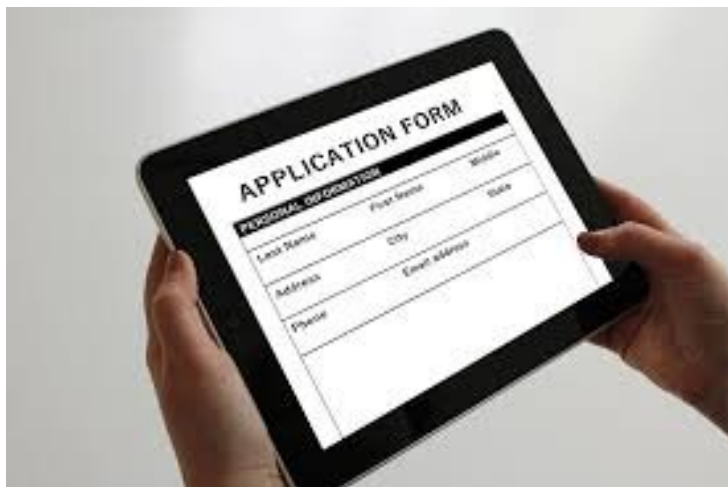 APPLICATION FORM
PERSONAL INFORMATION
Last Name First Name Middle
Address City State
Phone Email address